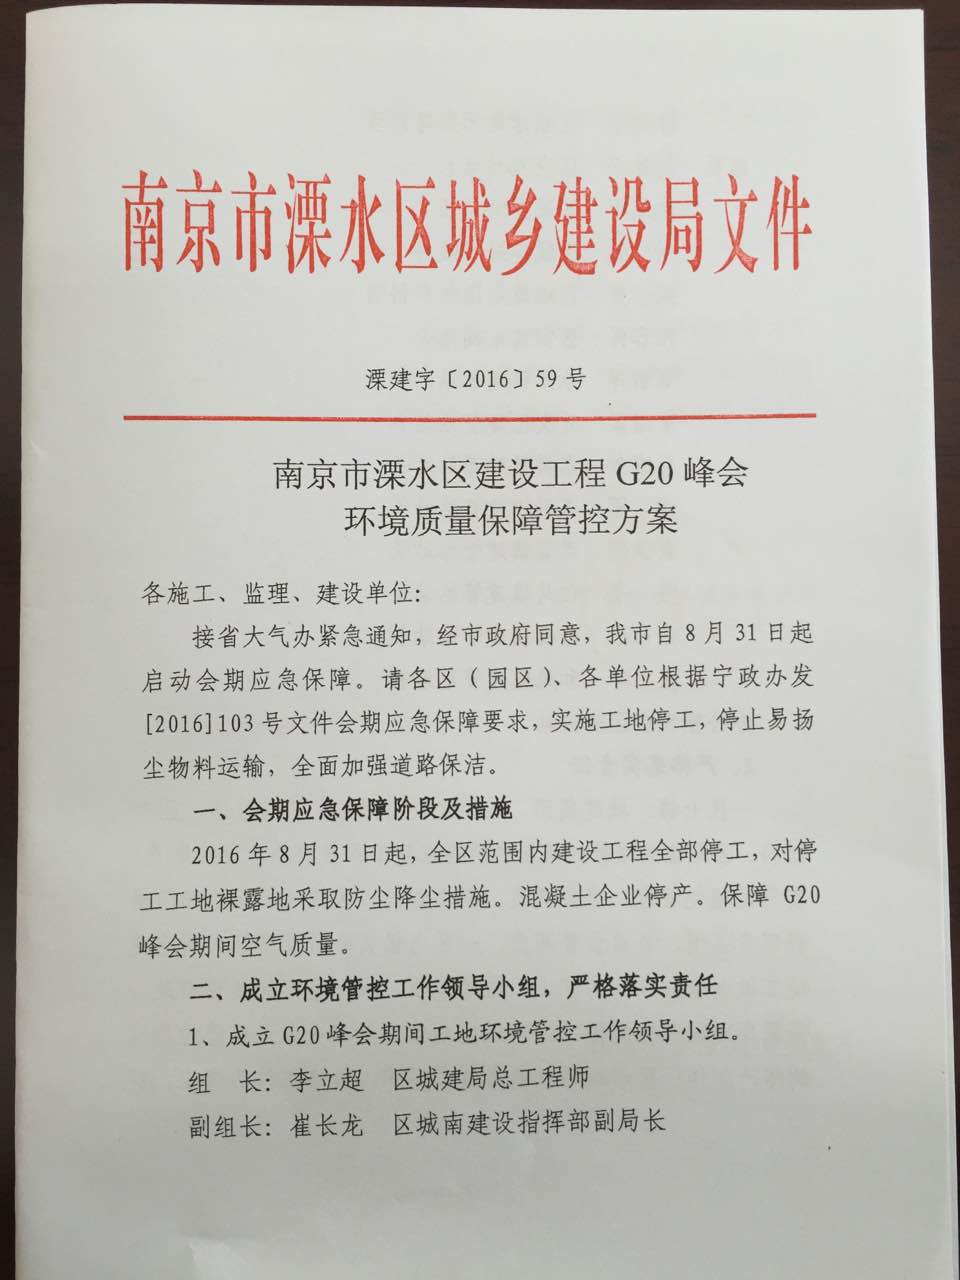 南京市溧水区城乡建设局文件
溧建字〔2016〕59号
南京市溧水区建设工程 G20 峰会
环境质量保障管控方案
各施工、监理、建设单位：
接省大气办紧急通知，经市政府同意，我市自8月31日起
启动会期应急保障。请各区（园区）、各单位根据宁政办发
[2016]103号文件会期应急保障要求，实施工地停工，停止易扬
尘物料运输，全面加强道路保洁。
一、会期应急保障阶段及措施
2016年8月31日起，全区范围内建设工程全部停工，对停
工工地裸露地采取防尘降尘措施。混凝土企业停产。保障 G20
峰会期间空气质量。
二、成立环境管控工作领导小组，严格落实责任
1、成立G20峰会期间工地环境管控工作领导小组。
组 长：李立超 区城建局总工程师
副组长：崔长龙 区城南建设指挥部副局长